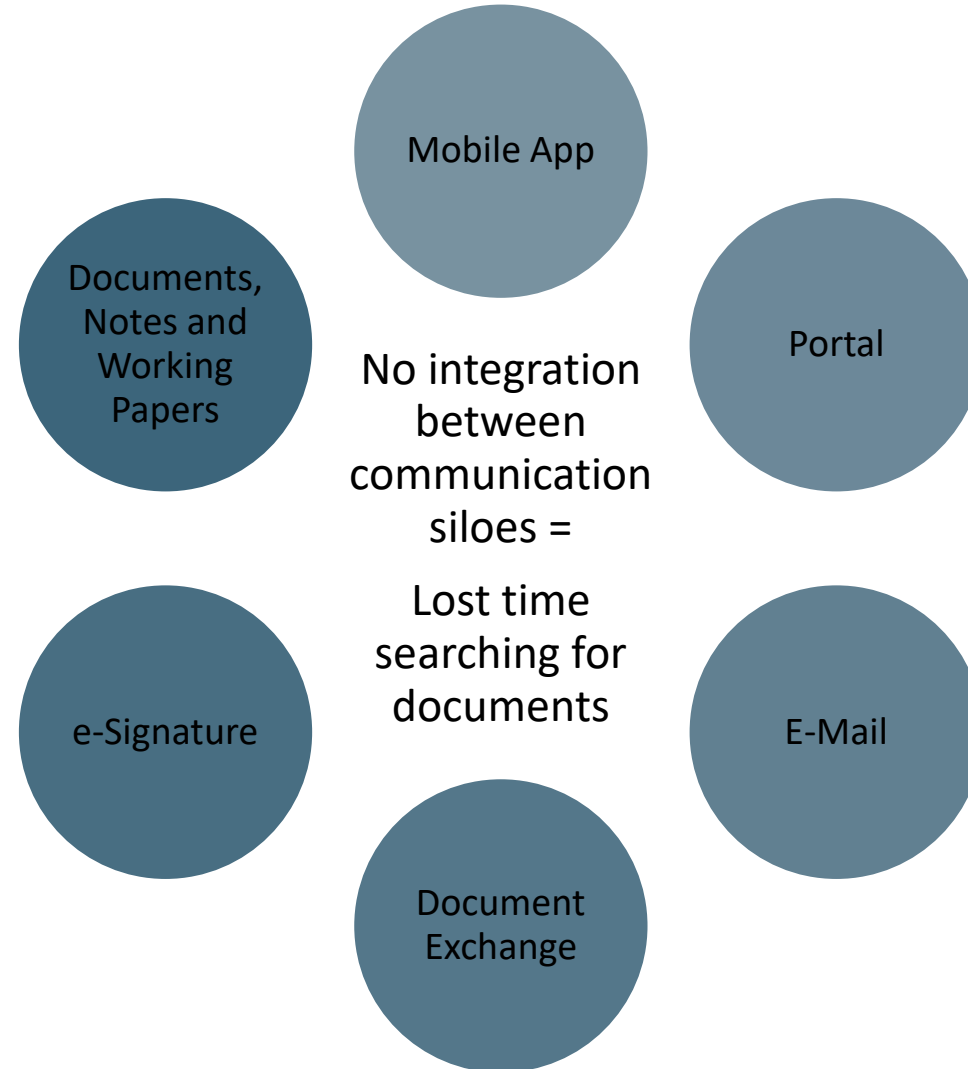 Mobile App
Portal
E-Mail
Document
Exchange
e-Signature
Documents,
Notes and
Working
Papers
No integration
between
communication
siloes =
Lost time
searching for
documents